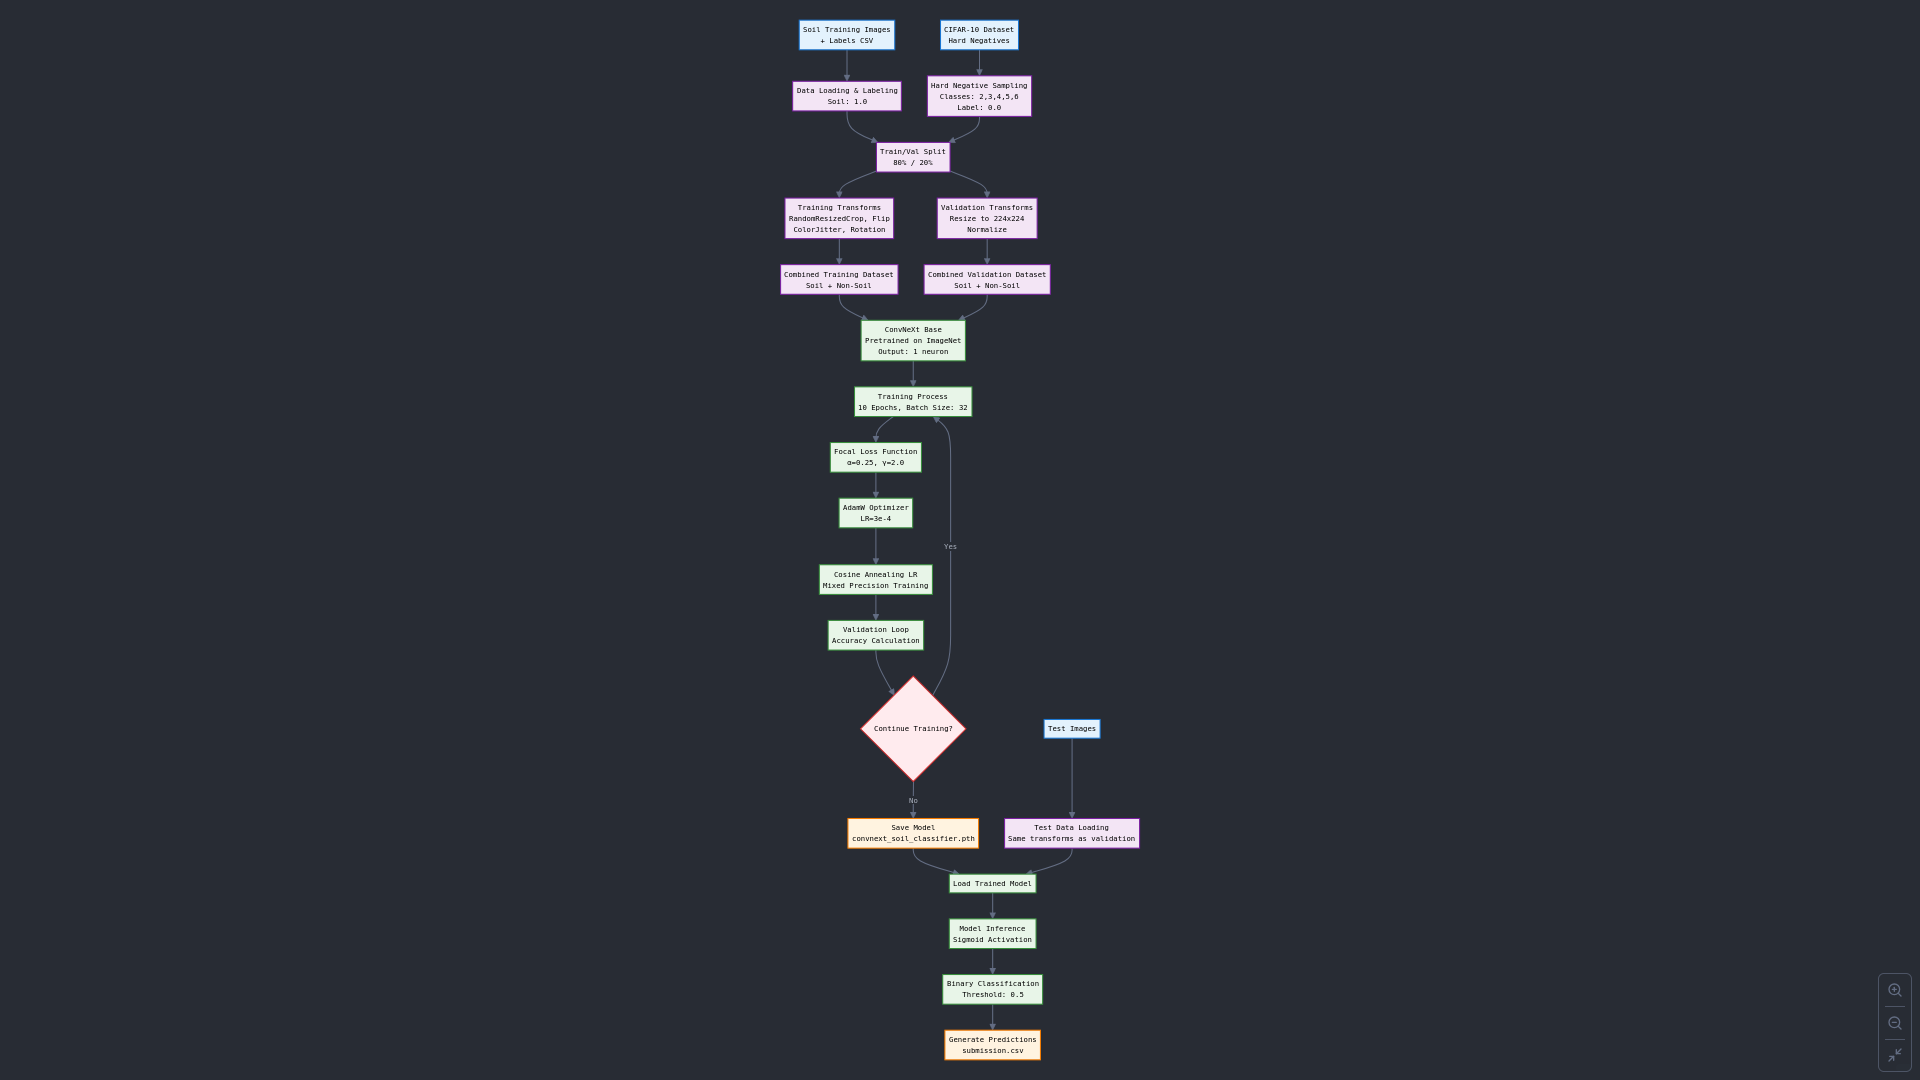 Soil Training Images
+ Labels CSV
CIFAR-10 Dataset
Hard Negatives
Data Loading & Labeling
Soil: 1.0
Hard Negative Sampling
Classes: 2,3,4,5,6
Label: 0.0
Train/Val Split
80% / 20%
Training Transforms
RandomResizedCrop, Flip
ColorJitter, Rotation
Validation Transforms
Resize to 224x224
Normalize
Combined Training Dataset
Soil + Non-Soil
Combined Validation Dataset
Soil + Non-Soil
ConvNeXt Base
Pretrained on ImageNet
Output: 1 neuron
Training Process
10 Epochs, Batch Size: 32
Focal Loss Function
α=0.25, γ=2.0
AdamW Optimizer
LR=3e-4
Yes
Cosine Annealing LR
Mixed Precision Training
Validation Loop
Accuracy Calculation
Continue Training?
Test Images
No
Save Model
convnext_soil_classifier.pth
Test Data Loading
Same transforms as validation
Load Trained Model
Model Inference
Sigmoid Activation
Binary Classification
Threshold: 0.5
Generate Predictions
submission.csv